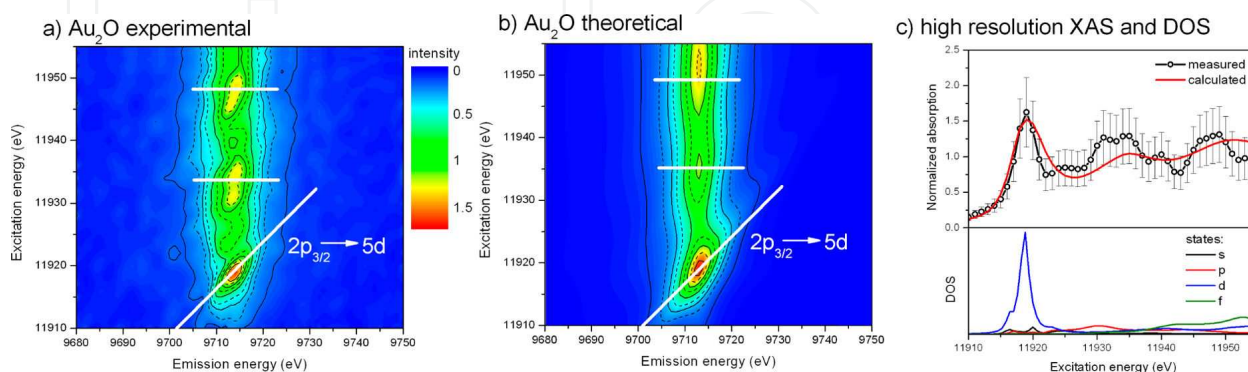 a) Au₂O experimental
b) Au₂O theoretical
c) high resolution XAS and DOS
Excitation energy (eV)
11950
11940
11930
11920
11910
2p₃/₂ → 5d
9680 9690 9700 9710 9720 9730 9740 9750
Emission energy (eV)
intensity
0
0.5
1
1.5
Excitation energy (eV)
11950
11940
11930
11920
11910
2p₃/₂ → 5d
9680 9690 9700 9710 9720 9730 9740 9750
Emission energy (eV)
Normalized absorption
2.5
2.0
1.5
1.0
0.5
0.0
measured
calculated
DOS
states:
s
p
d
f
11910 11920 11930 11940
Excitation energy (eV)